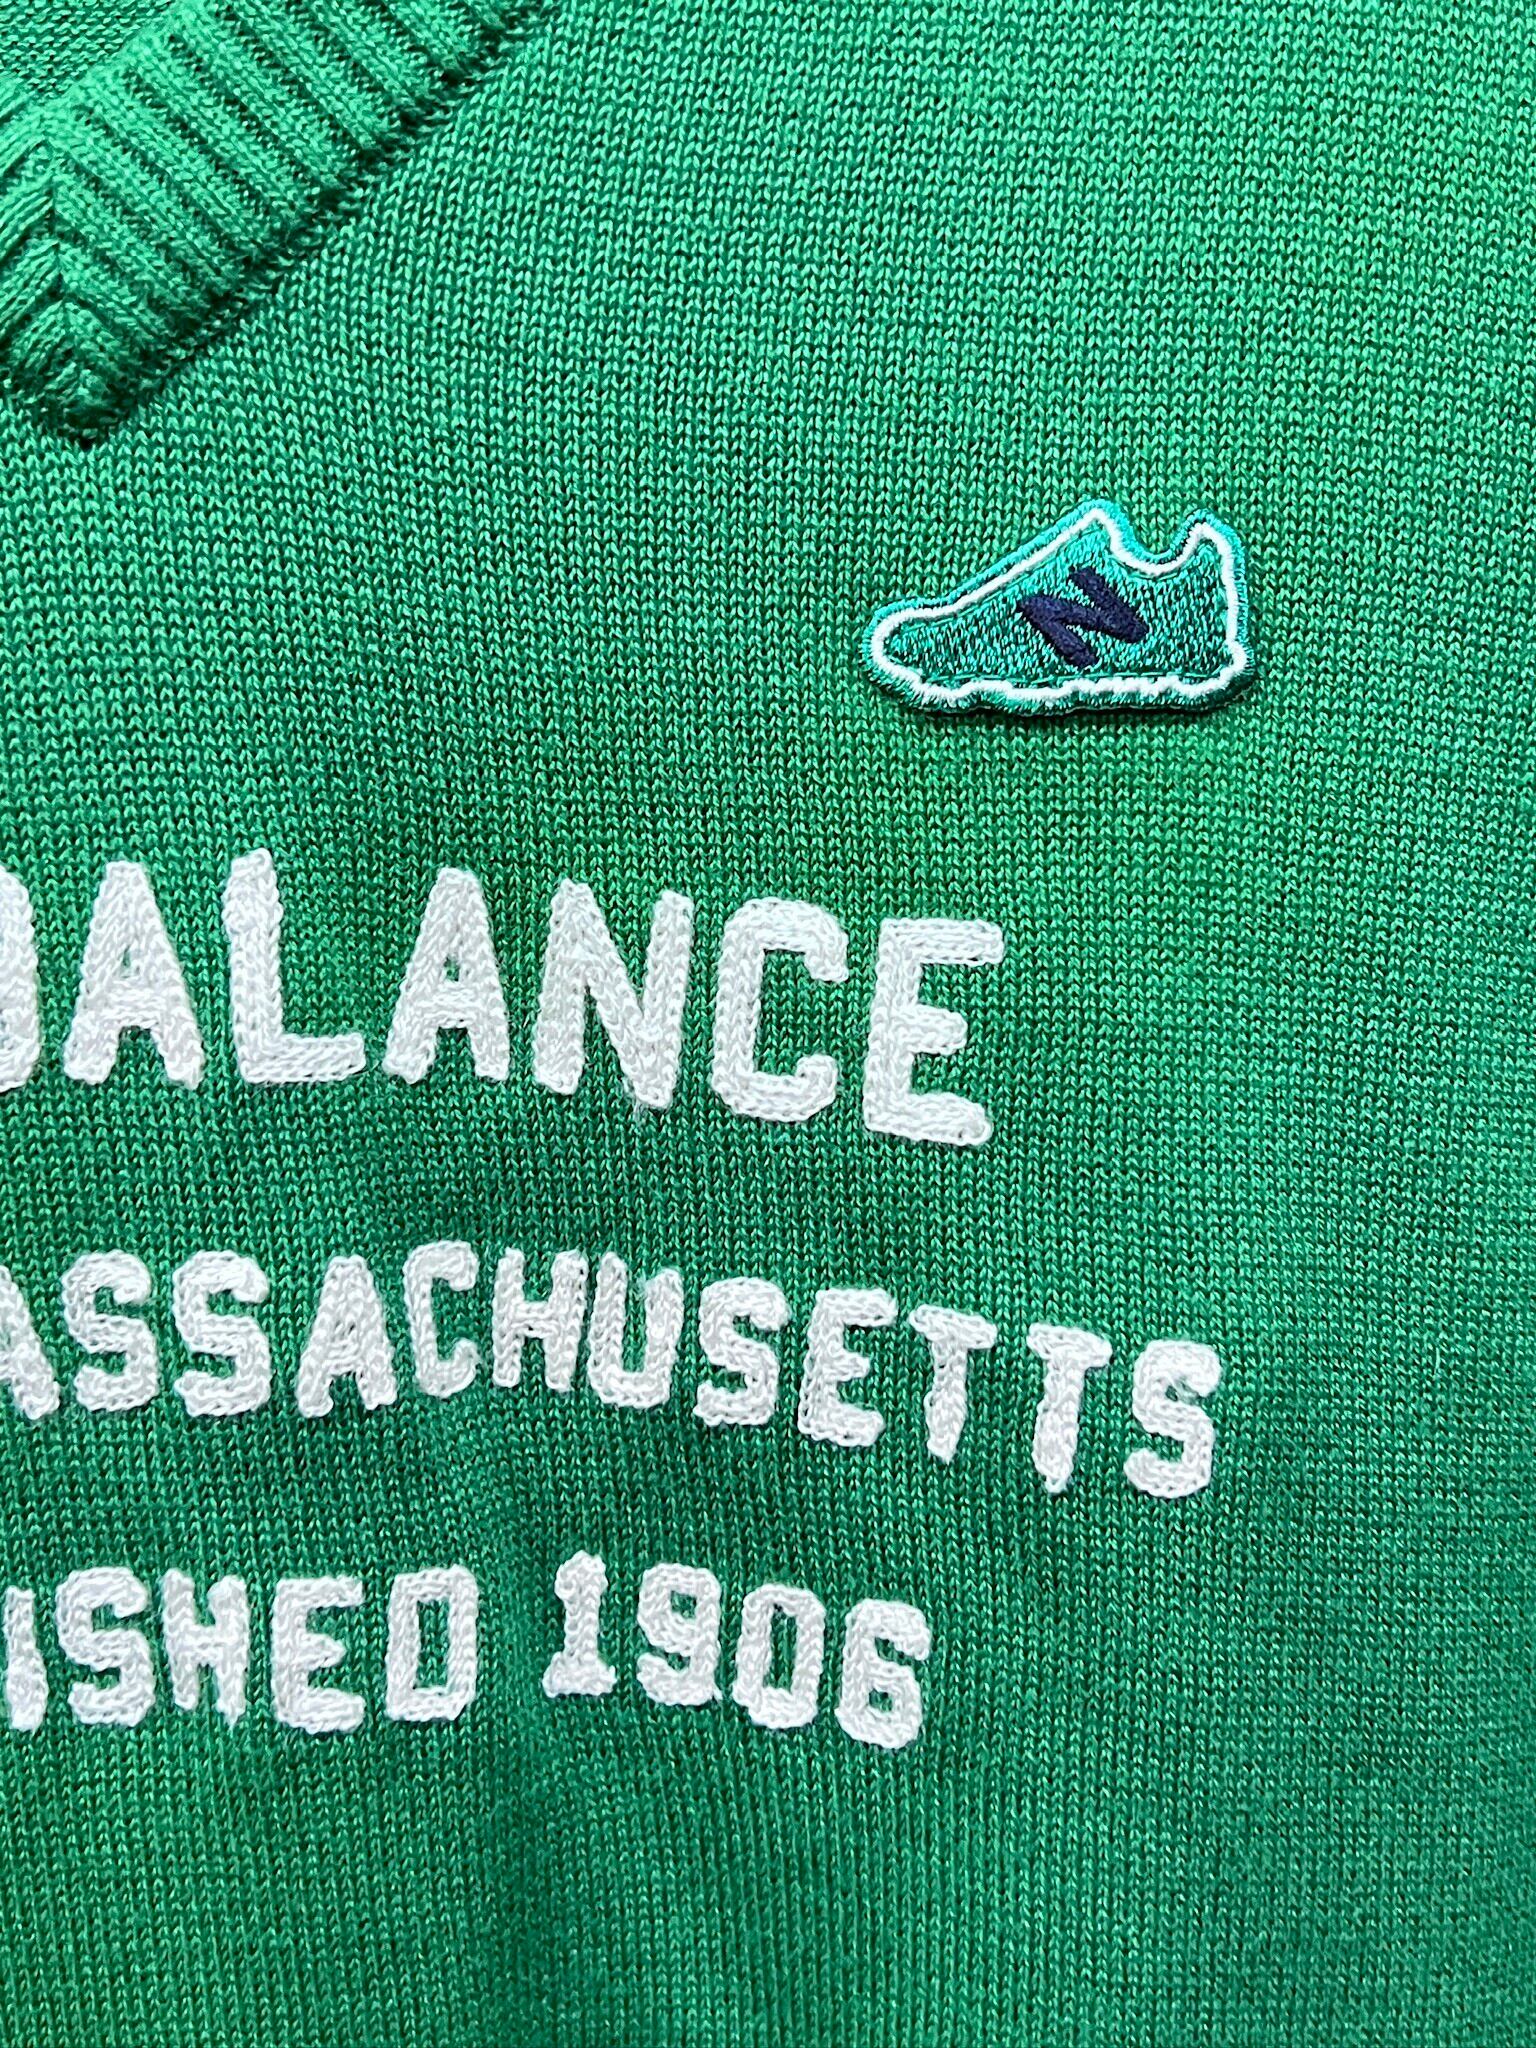 N
BALANCE
ASSACHUSETTS
ISHED 1906